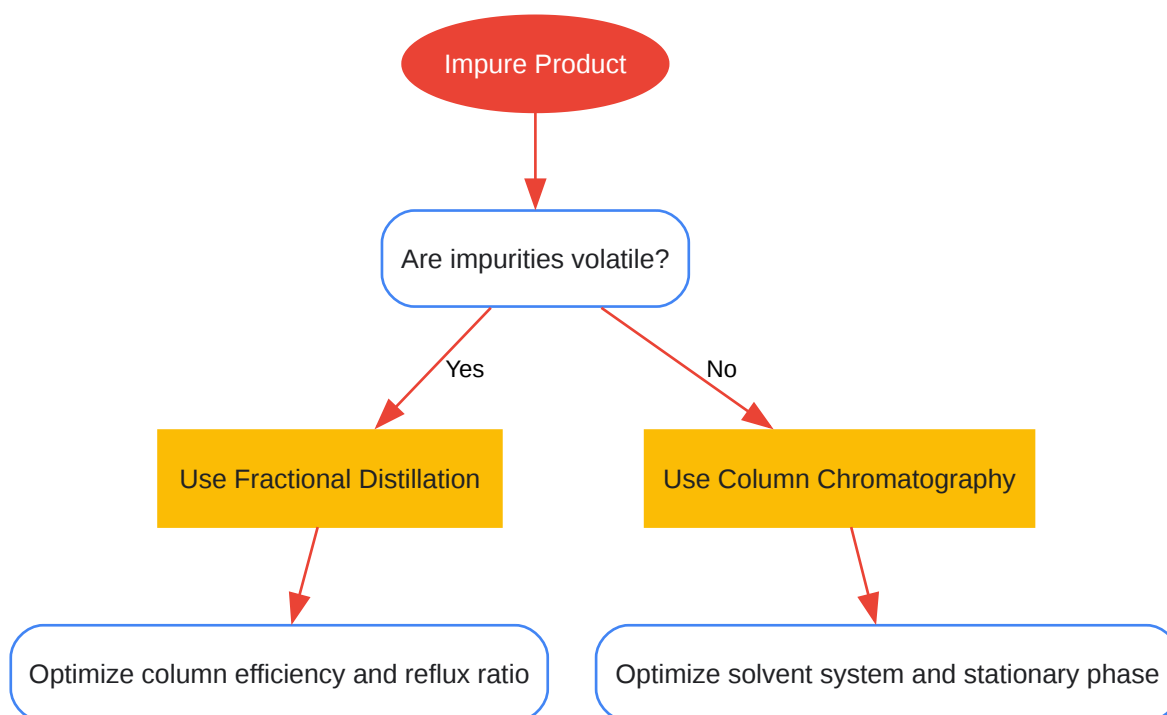 Impure Product
Are impurities volatile?
Yes
No
Use Fractional Distillation
Use Column Chromatography
Optimize column efficiency and reflux ratio
Optimize solvent system and stationary phase